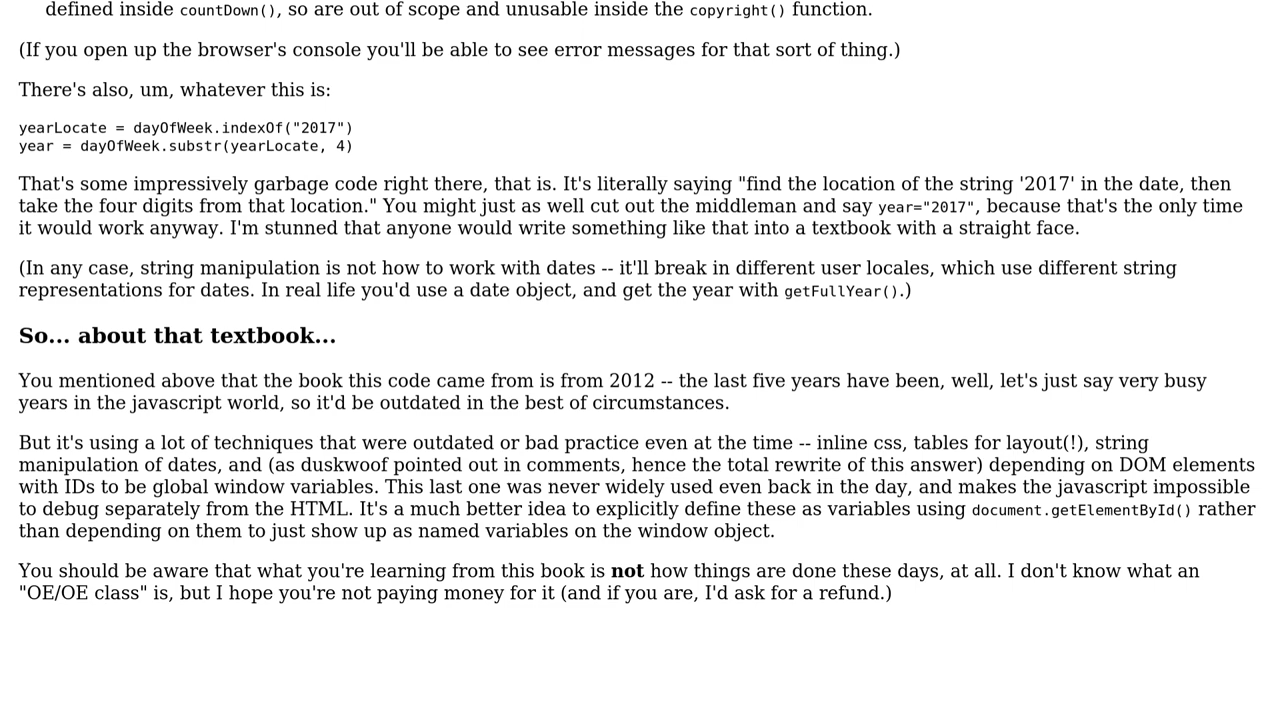 defined inside countDown(), so are out of scope and unusable inside the copyright() function.
(If you open up the browser's console you'll be able to see error messages for that sort of thing.)
There's also, um, whatever this is:
yearLocate = dayOfWeek.indexOf("2017")
year = dayOfWeek.substr(yearLocate, 4)
That's some impressively garbage code right there, that is. It's literally saying "find the location of the string '2017' in the date, then
take the four digits from that location." You might just as well cut out the middleman and say year="2017", because that's the only time
it would work anyway. I'm stunned that anyone would write something like that into a textbook with a straight face.
(In any case, string manipulation is not how to work with dates -- it'll break in different user locales, which use different string
representations for dates. In real life you'd use a date object, and get the year with getFullYear().)
So... about that textbook...
You mentioned above that the book this code came from is from 2012 -- the last five years have been, well, let's just say very busy
years in the javascript world, so it'd be outdated in the best of circumstances.
But it's using a lot of techniques that were outdated or bad practice even at the time -- inline css, tables for layout(!), string
manipulation of dates, and (as duskwoof pointed out in comments, hence the total rewrite of this answer) depending on DOM elements
with IDs to be global window variables. This last one was never widely used even back in the day, and makes the javascript impossible
to debug separately from the HTML. It's a much better idea to explicitly define these as variables using document.getElementById() rather
than depending on them to just show up as named variables on the window object.
You should be aware that what you're learning from this book is not how things are done these days, at all. I don't know what an
"OE/OE class" is, but I hope you're not paying money for it (and if you are, I'd ask for a refund.)